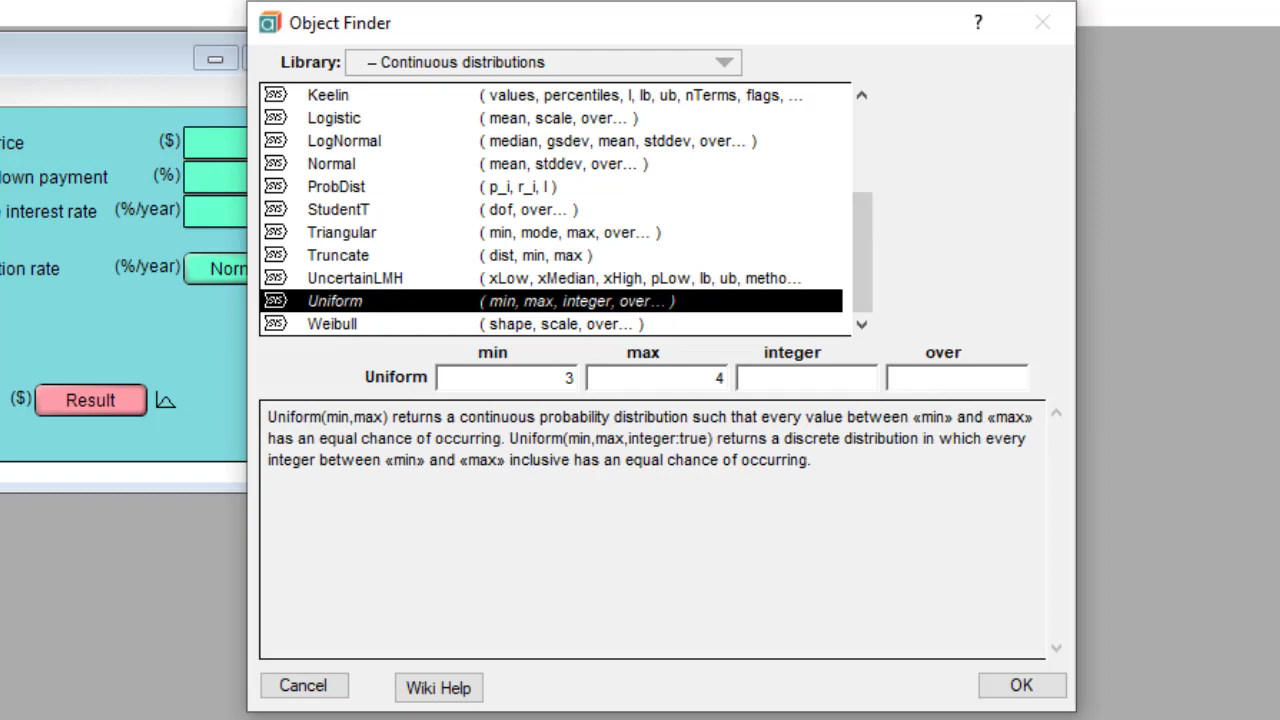 Object Finder
?
Library: – Continuous distributions
Keelin ( values, percentiles, l, lb, ub, nTerms, flags, …
Logistic ( mean, scale, over… )
LogNormal ( median, gsdev, mean, stddev, over… )
Normal ( mean, stddev, over… )
ProbDist ( p_i, r_i, l )
StudentT ( dof, over… )
Triangular ( min, mode, max, over… )
Truncate ( dist, min, max )
UncertainLMH ( xLow, xMedian, xHigh, pLow, lb, ub, metho…
Uniform ( min, max, integer, over… )
Weibull ( shape, scale, over… )
min max integer over
Uniform 3 4
Uniform(min,max) returns a continuous probability distribution such that every value between «min» and «max»
has an equal chance of occurring. Uniform(min,max,integer:true) returns a discrete distribution in which every
integer between «min» and «max» inclusive has an equal chance of occurring.
Cancel Wiki Help OK
rice ($)
down payment (%)
interest rate (%/year)
tion rate (%/year) Norn
($) Result